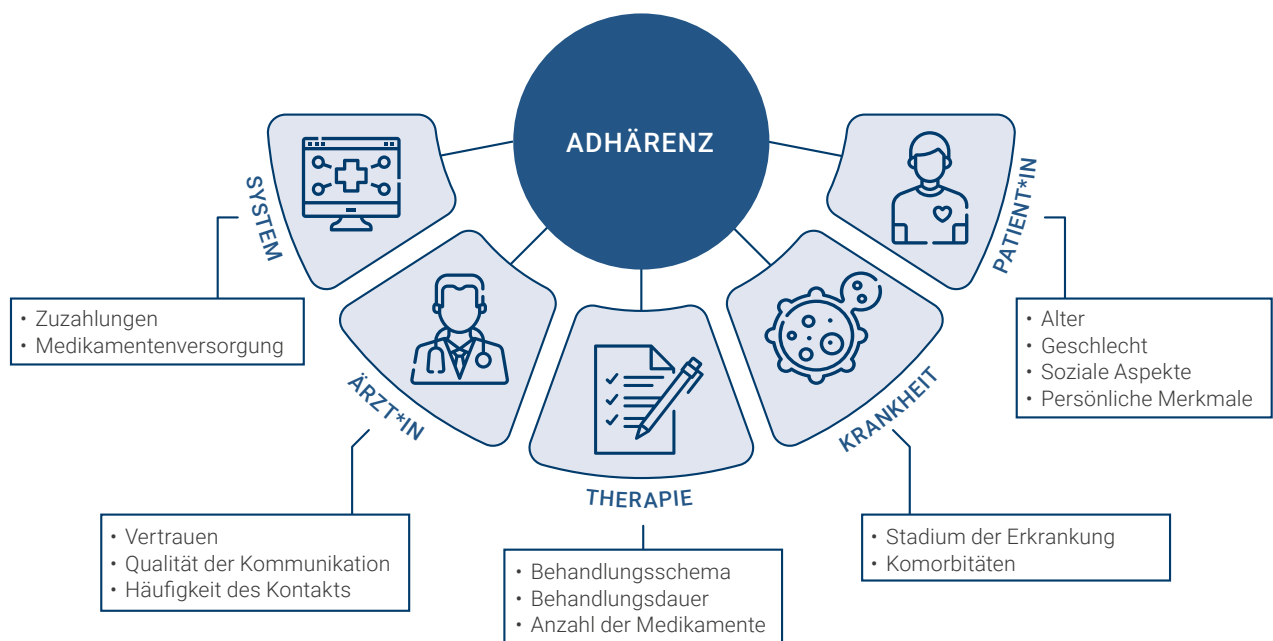 ADHÄRENZ
SYSTEM
• Zuzahlungen
• Medikamentenversorgung
ÄRZT*IN
• Vertrauen
• Qualität der Kommunikation
• Häufigkeit des Kontakts
THERAPIE
• Behandlungsschema
• Behandlungsdauer
• Anzahl der Medikamente
KRANKHEIT
• Stadium der Erkrankung
• Komorbitäten
PATIENT*IN
• Alter
• Geschlecht
• Soziale Aspekte
• Persönliche Merkmale